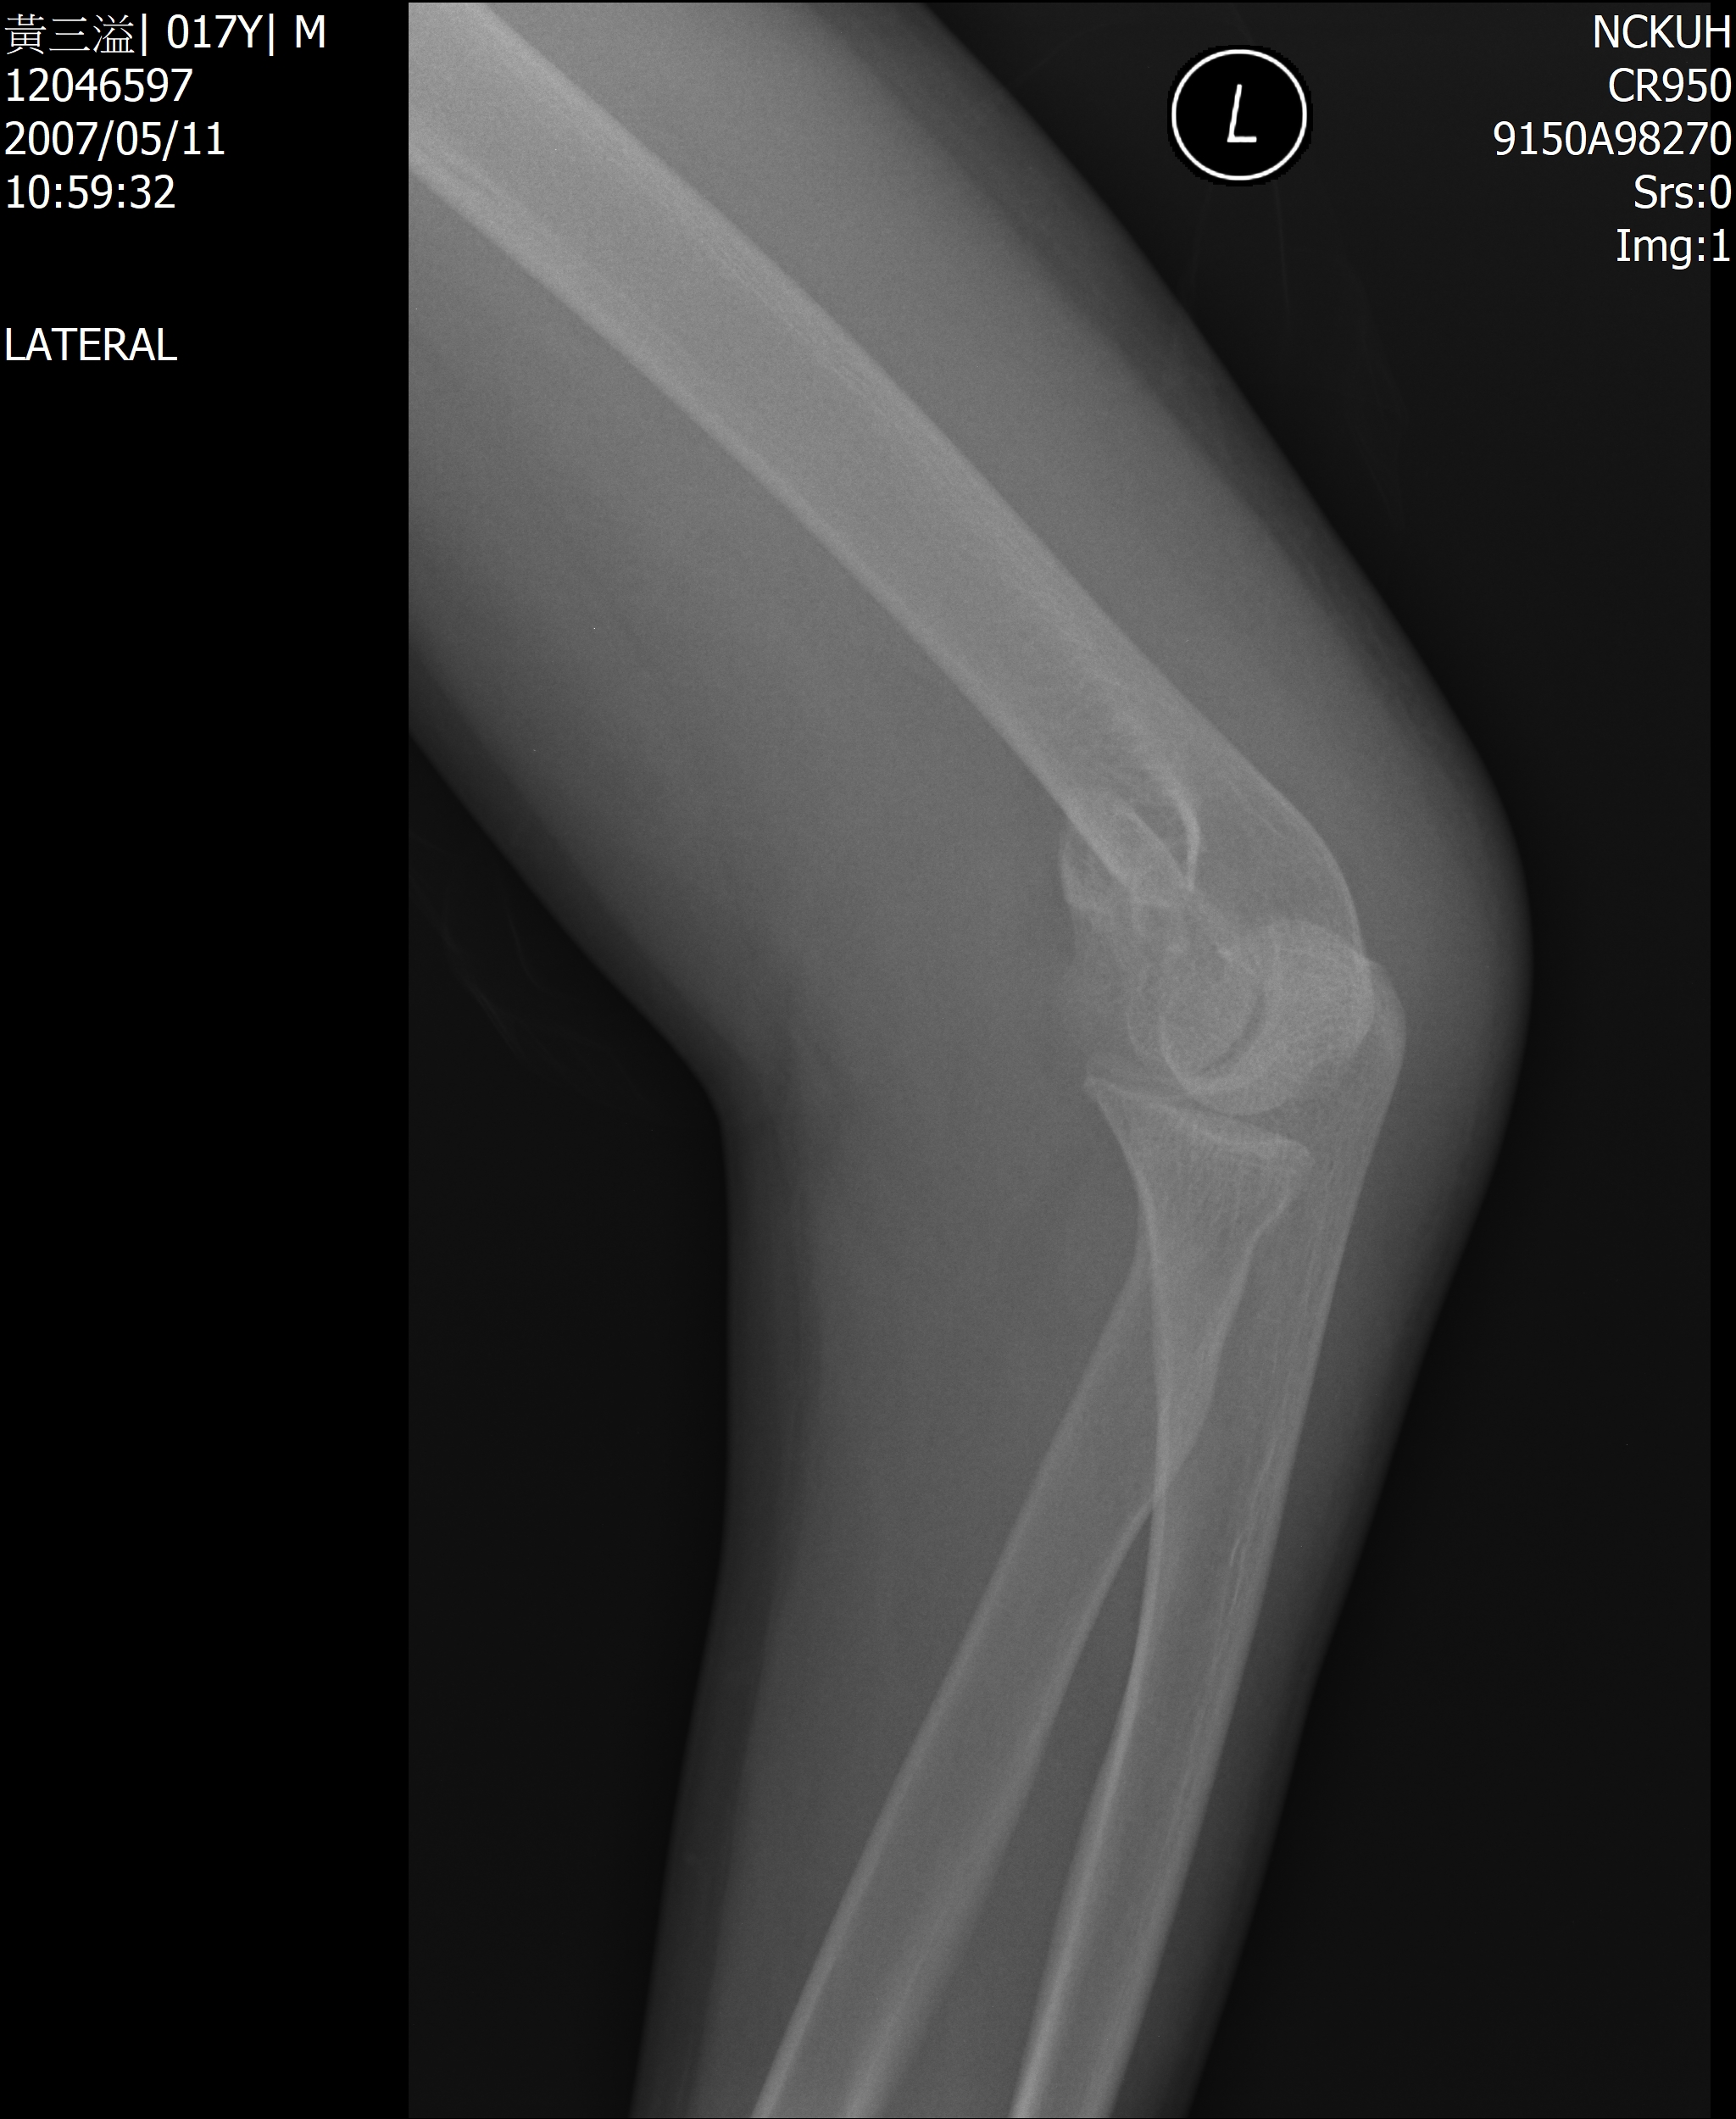 黃三溢| 017Y| M
12046597
2007/05/11
10:59:32
LATERAL
L
NCKUH
CR950
9150A98270
Srs:0
Img:1